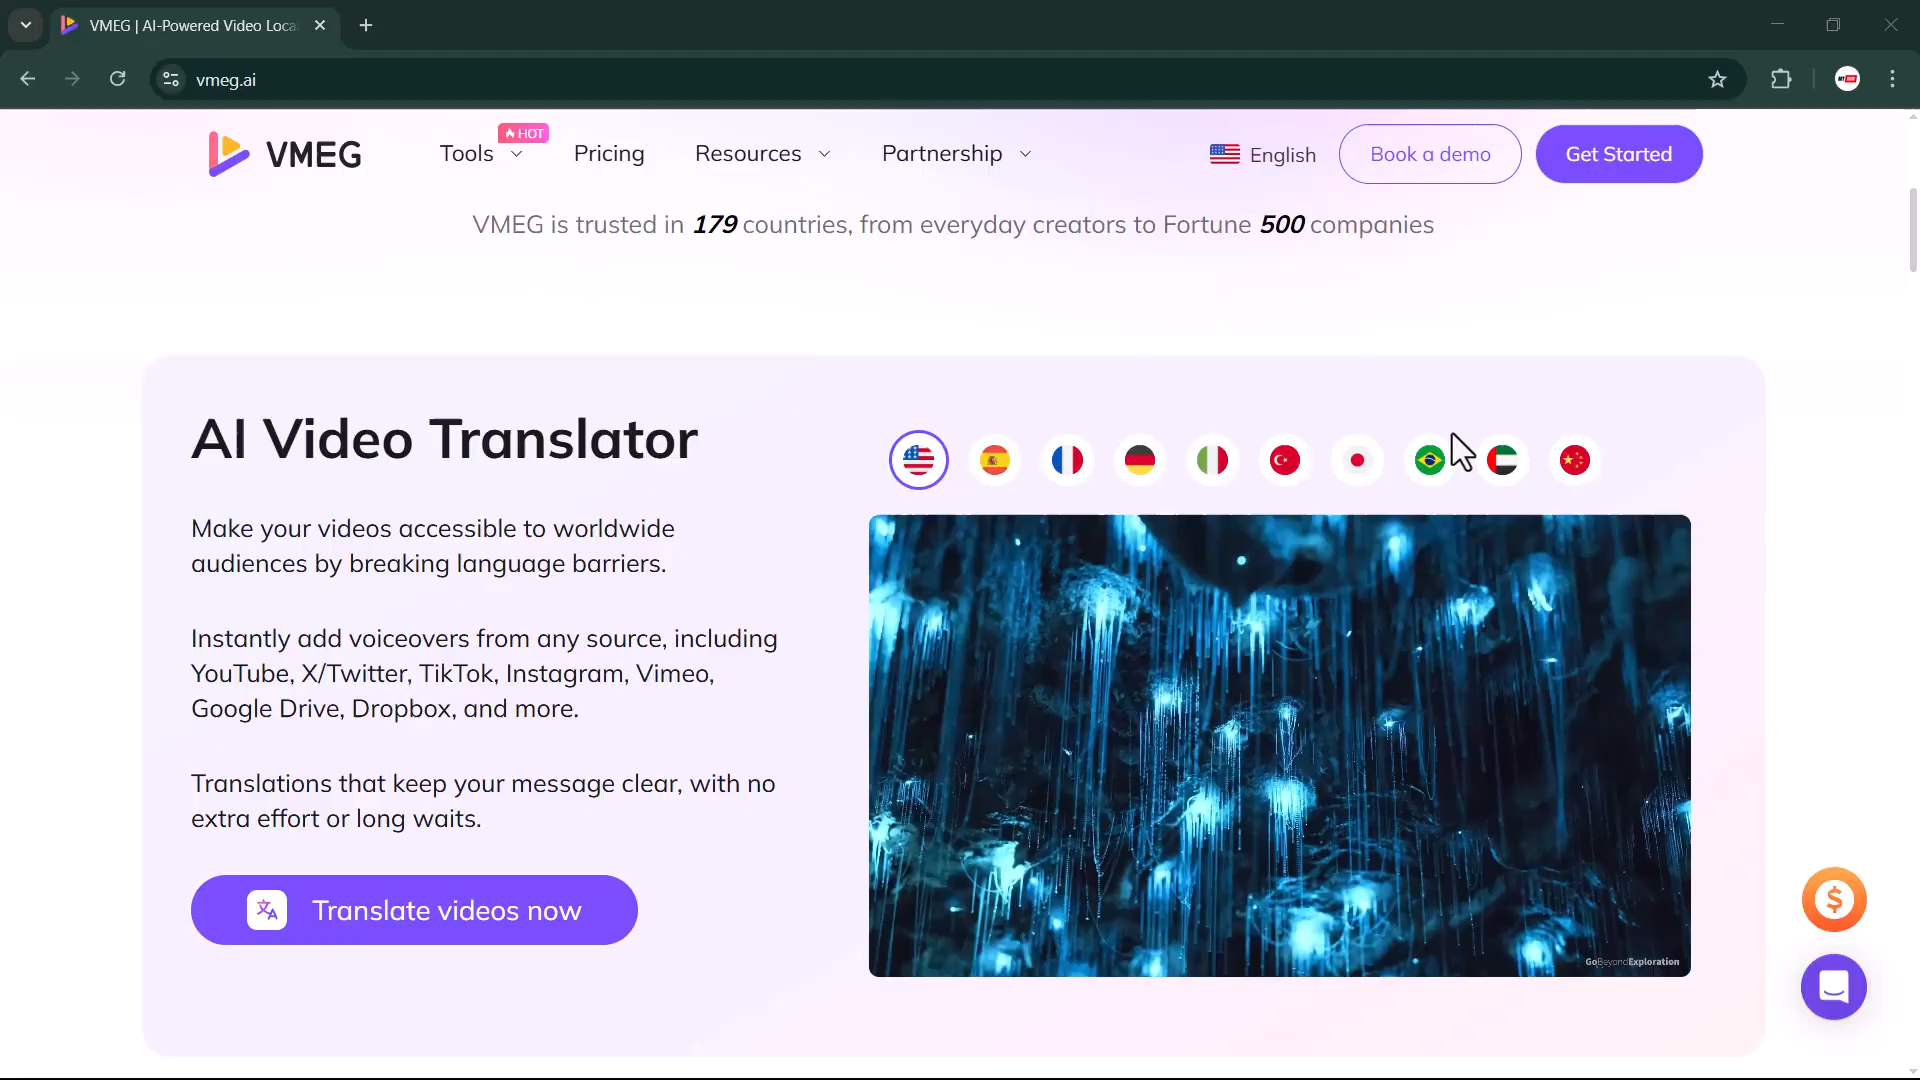 VMEG | AI-Powered Video Loca
vmeg.ai
VMEG
Tools
HOT
Pricing
Resources
Partnership
English
Book a demo
Get Started
VMEG is trusted in 179 countries, from everyday creators to Fortune 500 companies
AI Video Translator
Make your videos accessible to worldwide
audiences by breaking language barriers.
Instantly add voiceovers from any source, including
YouTube, X/Twitter, TikTok, Instagram, Vimeo,
Google Drive, Dropbox, and more.
Translations that keep your message clear, with no
extra effort or long waits.
Translate videos now
GoBeyondExploration